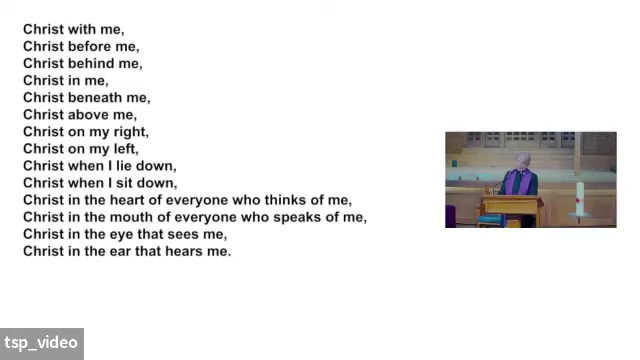 Christ with me,
Christ before me,
Christ behind me,
Christ in me,
Christ beneath me,
Christ above me,
Christ on my right,
Christ on my left,
Christ when I lie down,
Christ when I sit down,
Christ in the heart of everyone who thinks of me,
Christ in the mouth of everyone who speaks of me,
Christ in the eye that sees me,
Christ in the ear that hears me.
tsp_video